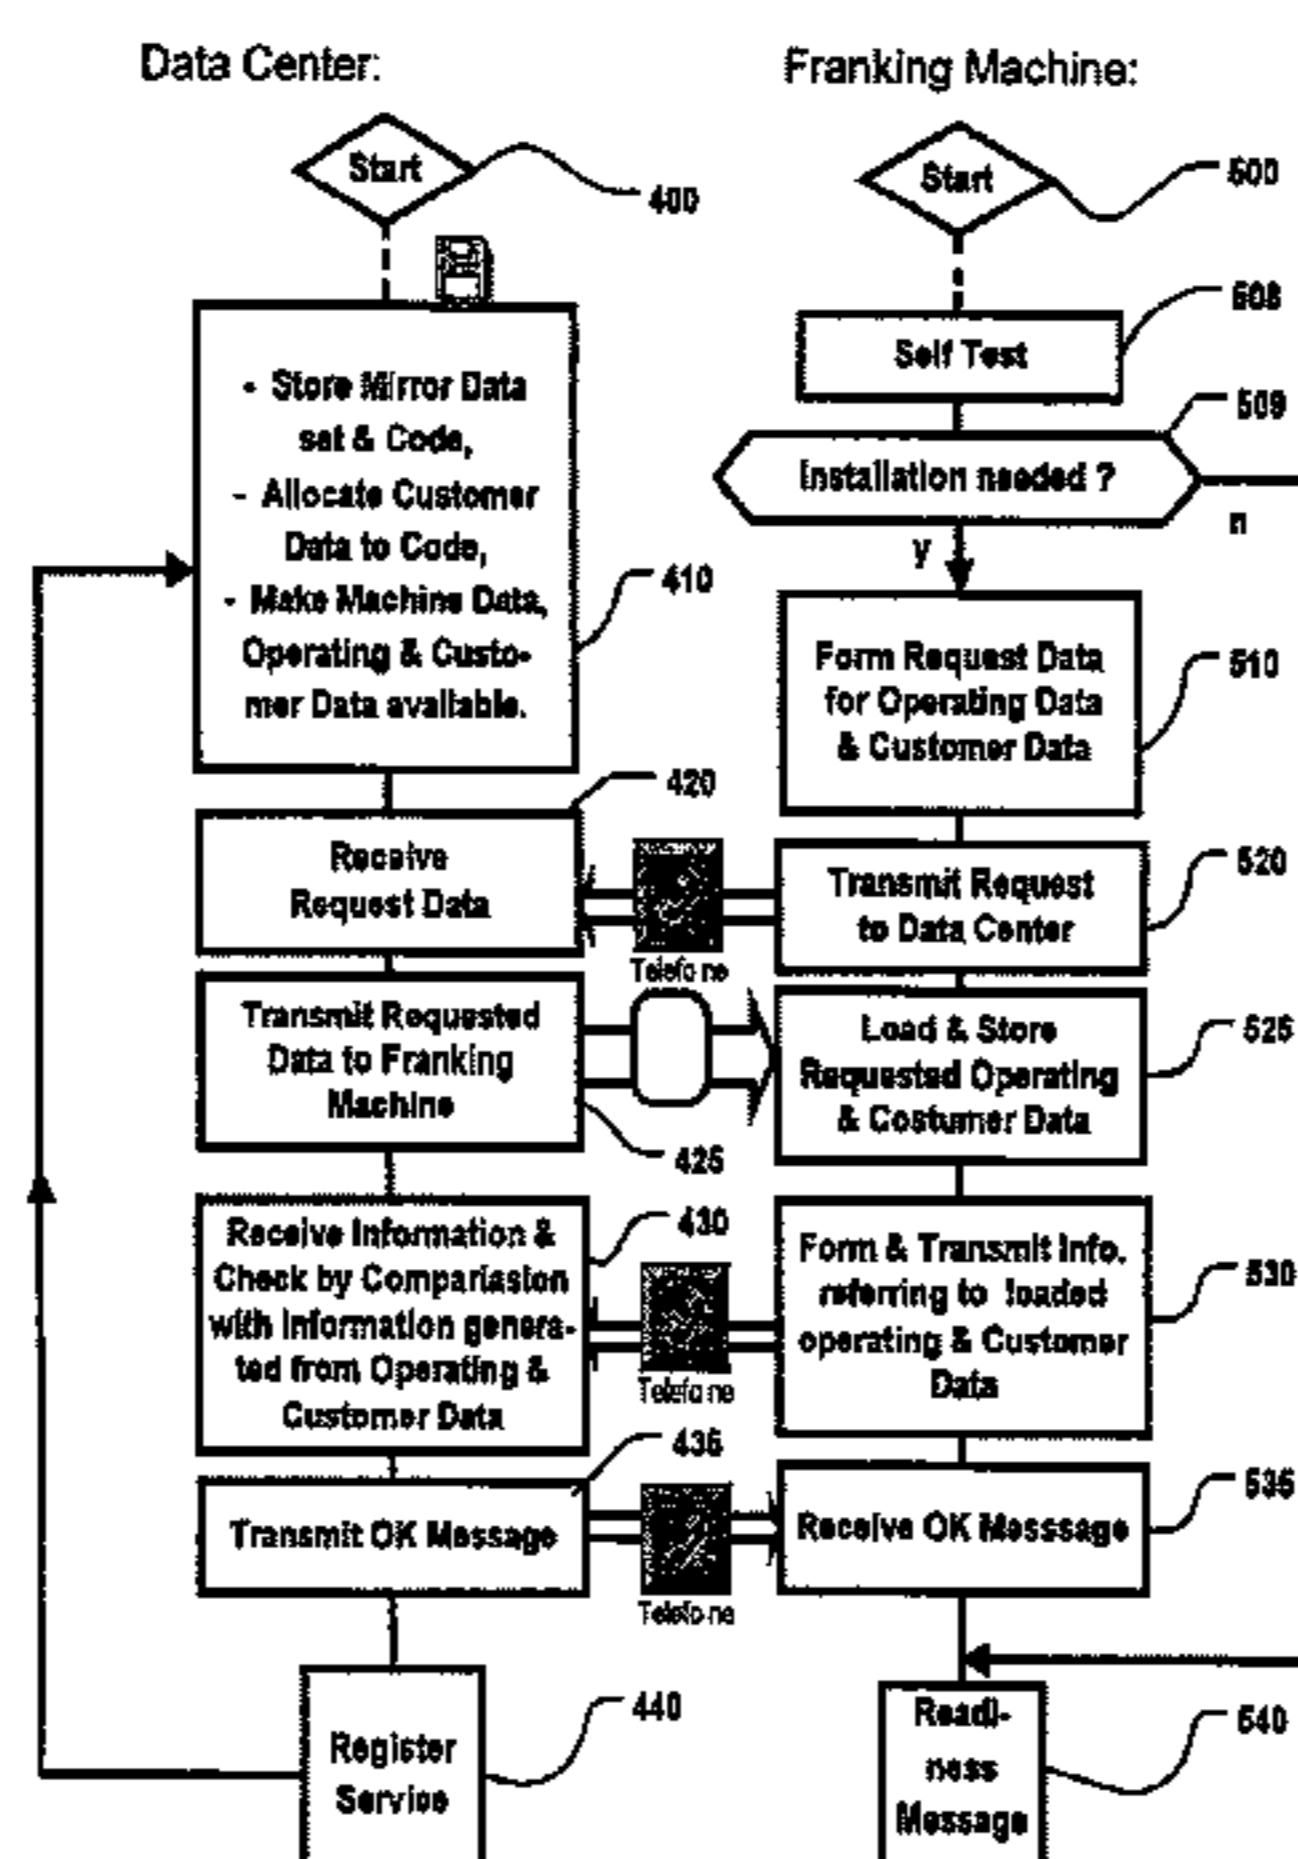 Data Center:
Franking Machine:
Start
400
- Store Mirror Data
set & Code,
- Allocate Customer
Data to Code,
- Make Machine Data,
Operating & Custo-
mer Data available.
410
420
Receive
Request Data
Transmit Requested
Data to Franking
Machine
425
Receive Information &
Check by Compariasion
with Information genera-
ted from Operating &
Customer Data
430
435
Transmit OK Message
Register
Service
440
Telefone
Telefone
Telefone
Start
500
Self Test
508
509
Installation needed ?
n
y
Form Request Data
for Operating Data
& Customer Data
510
Transmit Request
to Data Center
520
Load & Store
Requested Operating
& Costumer Data
525
Form & Transmit Info.
referring to loaded
operating & Customer
Data
530
Receive OK Messsage
535
Readi-
ness
Message
540